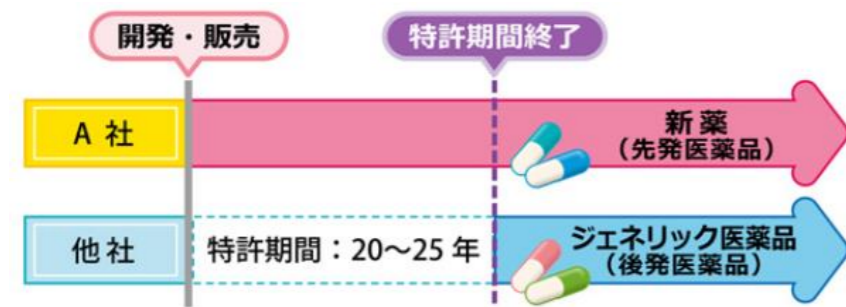 開発・販売
特許期間終了
A 社
新薬
（先発医薬品）
他社
特許期間：20～25 年
ジェネリック医薬品
（後発医薬品）